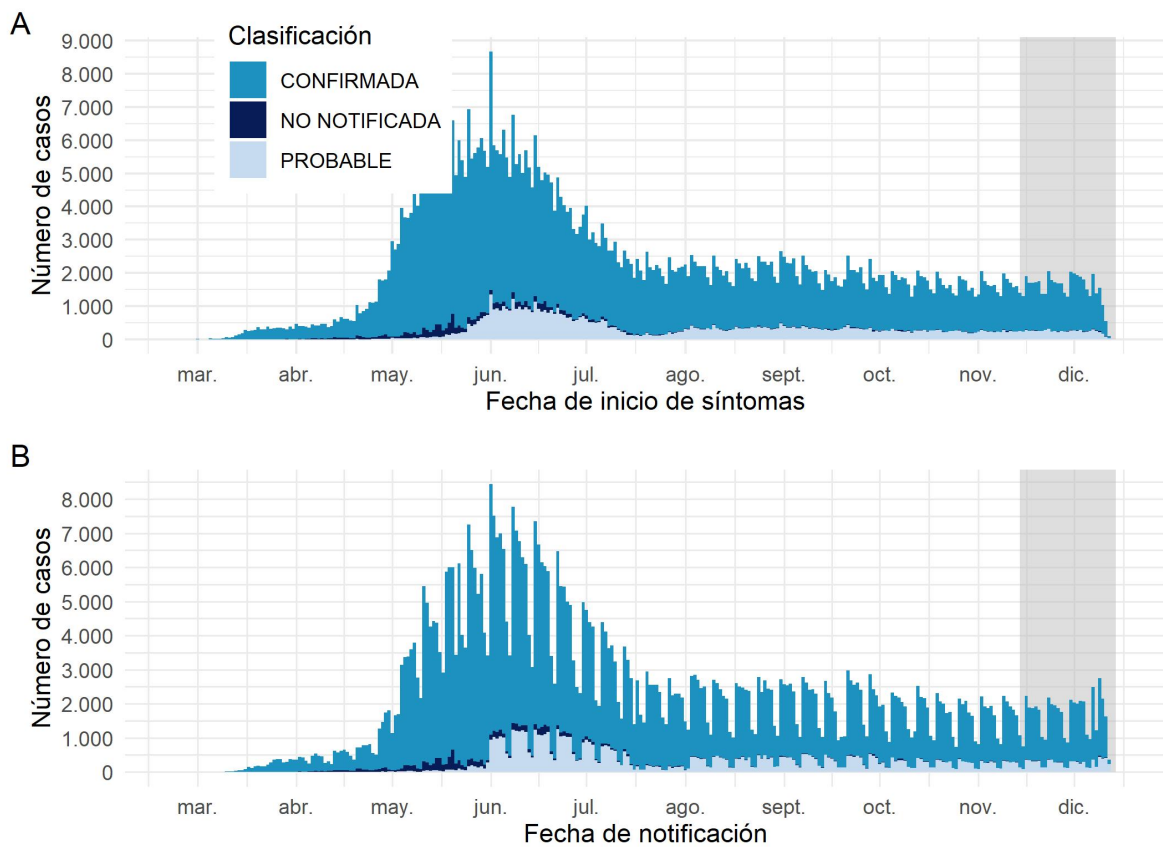 A
Clasificación
CONFIRMADA
NO NOTIFICADA
PROBABLE
Número de casos
9.000
8.000
7.000
6.000
5.000
4.000
3.000
2.000
1.000
0
mar. abr. may. jun. jul. ago. sept. oct. nov. dic.
Fecha de inicio de síntomas
B
Número de casos
8.000
7.000
6.000
5.000
4.000
3.000
2.000
1.000
0
mar. abr. may. jun. jul. ago. sept. oct. nov. dic.
Fecha de notificación